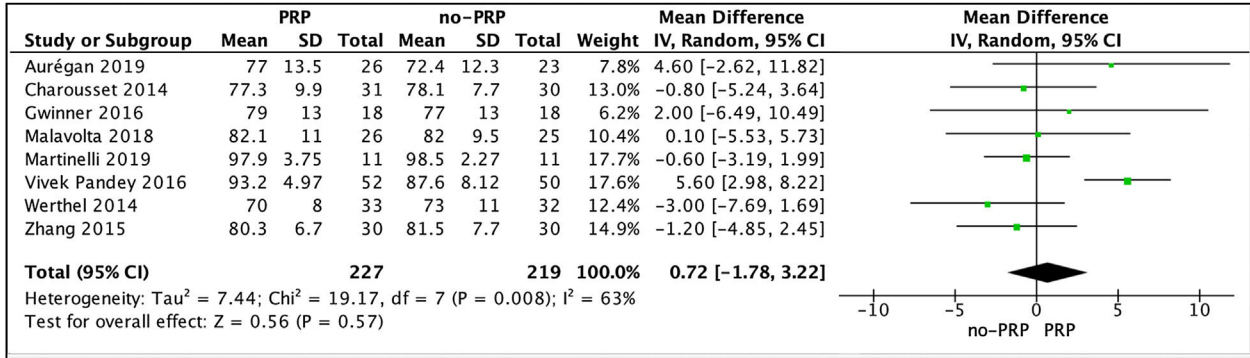 PRP no-PRP Mean Difference Mean Difference
Study or Subgroup Mean SD Total Mean SD Total Weight IV, Random, 95% CI IV, Random, 95% CI
Aurégan 2019 77 13.5 26 72.4 12.3 23 7.8% 4.60 [−2.62, 11.82]
Charousset 2014 77.3 9.9 31 78.1 7.7 30 13.0% −0.80 [−5.24, 3.64]
Gwinner 2016 79 13 18 77 13 18 6.2% 2.00 [−6.49, 10.49]
Malavolta 2018 82.1 11 26 82 9.5 25 10.4% 0.10 [−5.53, 5.73]
Martinelli 2019 97.9 3.75 11 98.5 2.27 11 17.7% −0.60 [−3.19, 1.99]
Vivek Pandey 2016 93.2 4.97 52 87.6 8.12 50 17.6% 5.60 [2.98, 8.22]
Werthel 2014 70 8 33 73 11 32 12.4% −3.00 [−7.69, 1.69]
Zhang 2015 80.3 6.7 30 81.5 7.7 30 14.9% −1.20 [−4.85, 2.45]
Total (95% CI) 227 219 100.0% 0.72 [−1.78, 3.22]
Heterogeneity: Tau² = 7.44; Chi² = 19.17, df = 7 (P = 0.008); I² = 63%
Test for overall effect: Z = 0.56 (P = 0.57)
−10 −5 0 5 10
no-PRP PRP